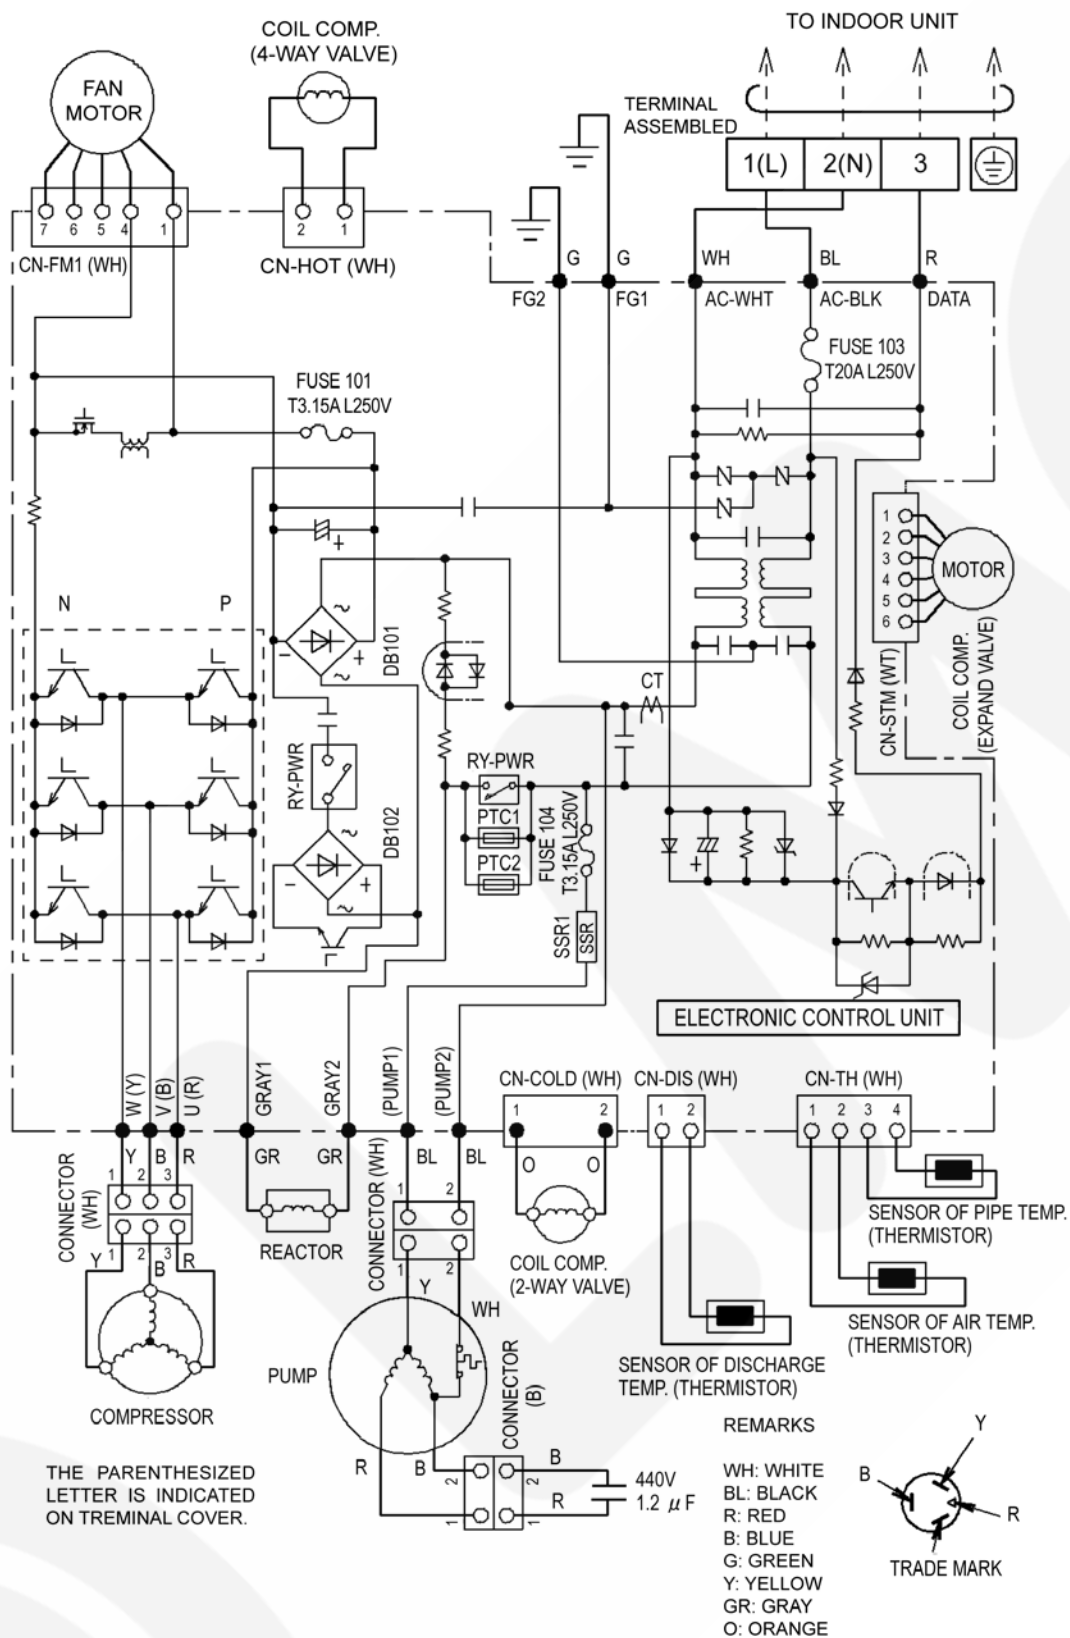 TO INDOOR UNIT
COIL COMP.
(4-WAY VALVE)
FAN
MOTOR
TERMINAL
ASSEMBLED
1(L) 2(N) 3
7 6 5 4 1
2 1
CN-FM1 (WH)
CN-HOT (WH)
G G WH BL R
FG2 FG1 AC-WHT AC-BLK DATA
FUSE 103
T20A L250V
FUSE 101
T3.15A L250V
N
N
N
1
2
3
4
5
6
MOTOR
CN-STM (WT)
COIL COMP.
(EXPAND VALVE)
N P
~
- +
~
DB101
CT
RY-PWR
RY-PWR
PTC1
PTC2
FUSE 104
T3.15A L250V
~
- +
~
DB102
+
+
SSR1
SSR
ELECTRONIC CONTROL UNIT
W (Y)
V (B)
U (R)
GRAY1
GRAY2
(PUMP1)
(PUMP2)
CN-COLD (WH) CN-DIS (WH) CN-TH (WH)
1 2 1 2 1 2 3 4
Y B R GR GR BL BL O O
CONNECTOR
(WH)
1 2 3
1 2 3
Y B R
REACTOR
CONNECTOR (WH)
1 2
1 2
Y
WH
COIL COMP.
(2-WAY VALVE)
SENSOR OF PIPE TEMP.
(THERMISTOR)
SENSOR OF AIR TEMP.
(THERMISTOR)
SENSOR OF DISCHARGE
TEMP. (THERMISTOR)
COMPRESSOR
PUMP
CONNECTOR
(B)
R B
2 2
1 1
B
R
440V
1.2 μF
THE PARENTHESIZED
LETTER IS INDICATED
ON TREMINAL COVER.
REMARKS
WH: WHITE
BL: BLACK
R: RED
B: BLUE
G: GREEN
Y: YELLOW
GR: GRAY
O: ORANGE
Y
B
R
TRADE MARK